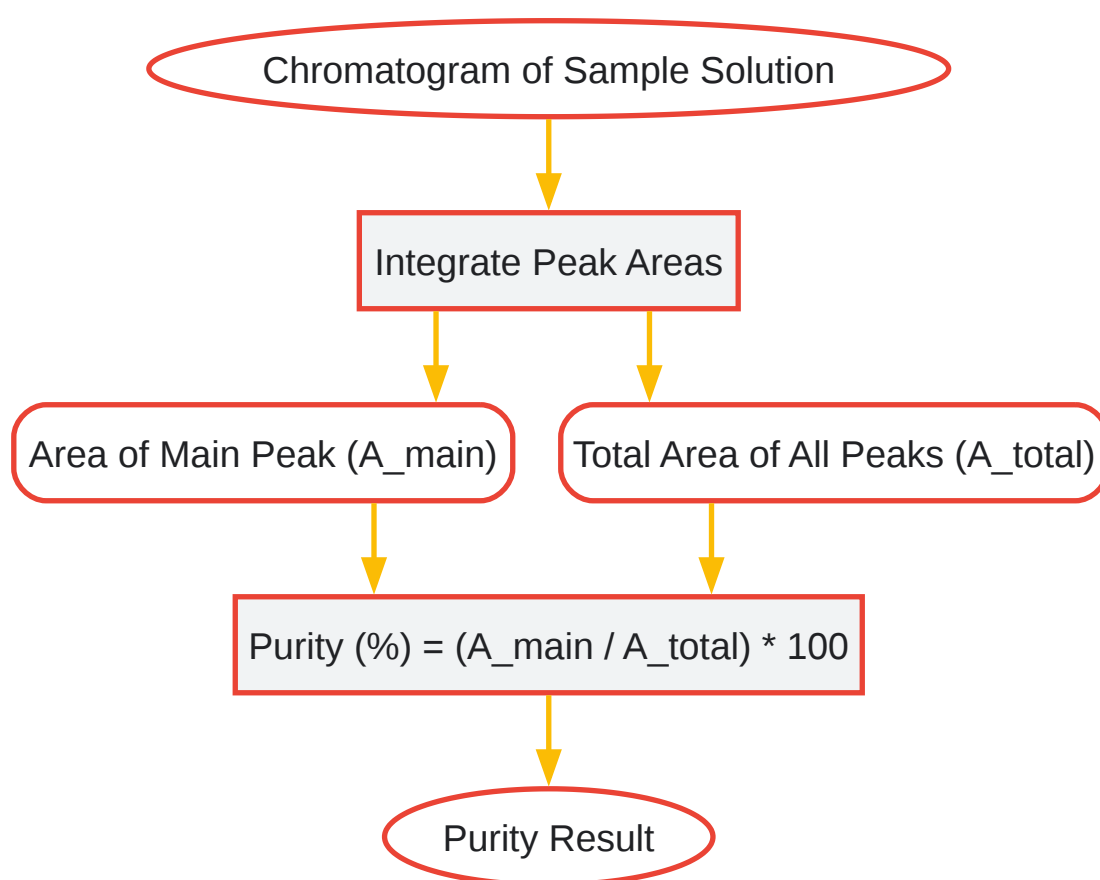 Chromatogram of Sample Solution
Integrate Peak Areas
Area of Main Peak (A_main)
Total Area of All Peaks (A_total)
Purity (%) = (A_main / A_total) * 100
Purity Result